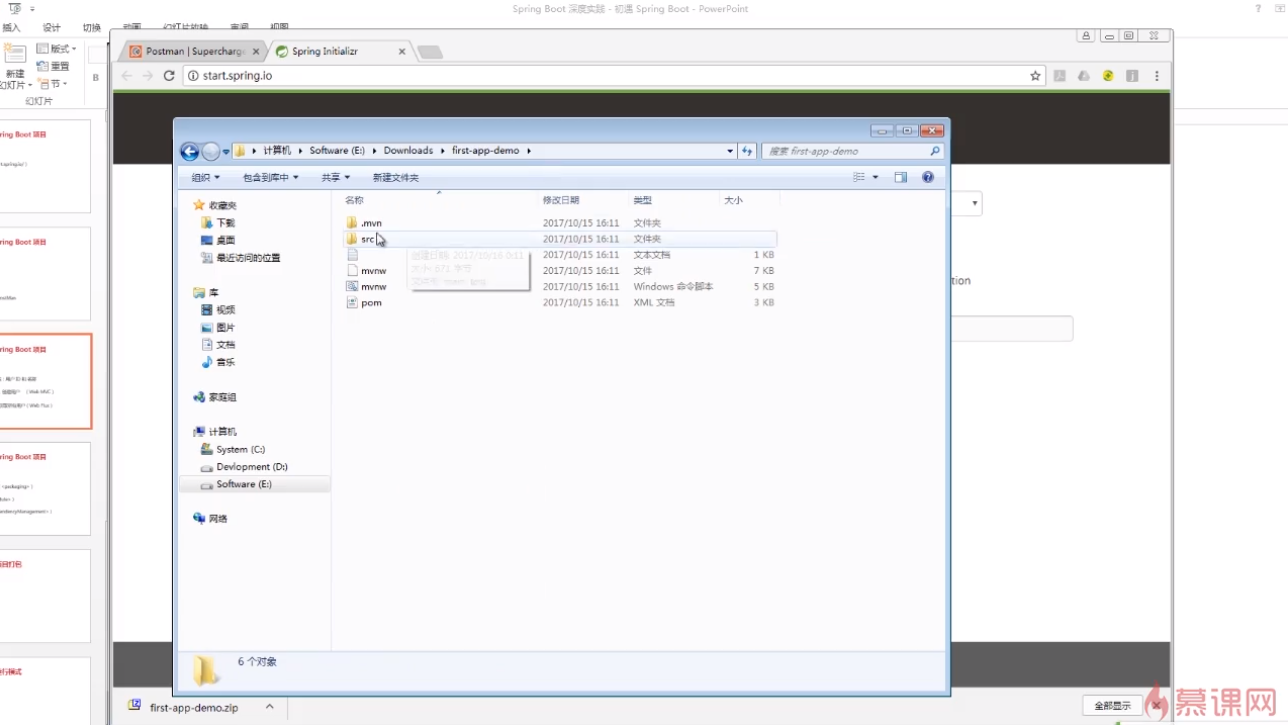 Spring Boot 深度实践 - 初遇 Spring Boot - PowerPoint
插入 设计 切换 动画 幻灯片放映 审阅 视图
版式
新建 重置
幻灯片 节
B
幻灯片
Postman | Supercharge
Spring Initializr
start.spring.io
计算机 Software (E:) Downloads first-app-demo
搜索 first-app-demo
组织 包含到库中 共享 新建文件夹
名称 修改日期 类型 大小
收藏夹
下载
桌面
最近访问的位置
库
视频
图片
文档
音乐
家庭组
计算机
System (C:)
Devlopment (D:)
Software (E:)
网络
.mvn 2017/10/15 16:11 文件夹
src 2017/10/15 16:11 文件夹
2017/10/15 16:11 文本文档 1 KB
mvnw 2017/10/15 16:11 文件 7 KB
mvnw 2017/10/15 16:11 Windows 命令脚本 5 KB
pom 2017/10/15 16:11 XML 文档 3 KB
6 个对象
tion
ring Boot 项目
ring Boot 项目
ring Boot 项目
ring Boot 项目
项目打包
行模式
first-app-demo.zip
全部显示
慕课网